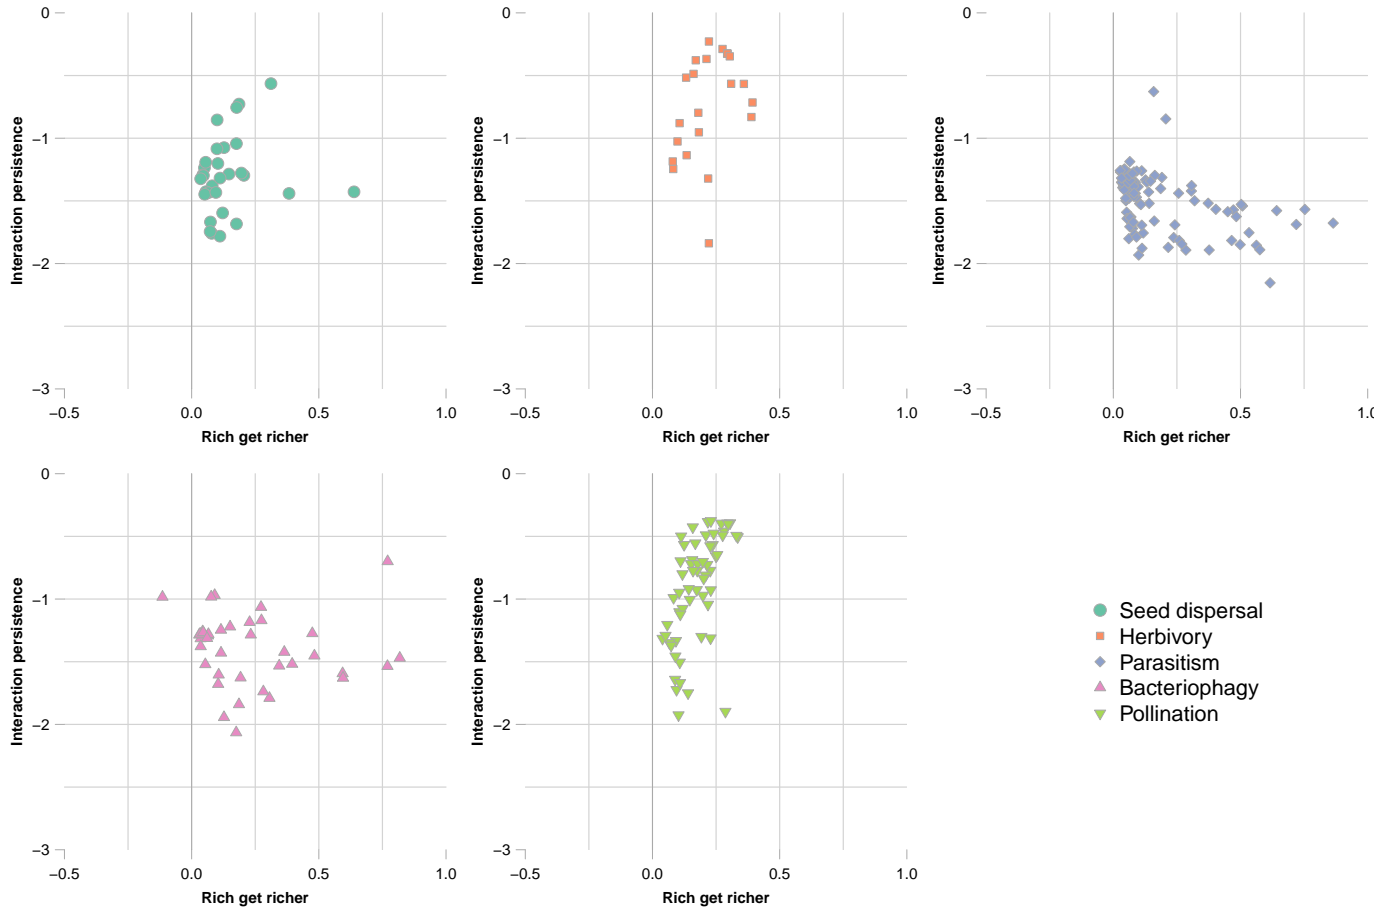 0
−1
−2
−3
−0.5
0.0
0.5
1.0
Rich get richer
Interaction persistence
0
−1
−2
−3
−0.5
0.0
0.5
1.0
Rich get richer
Interaction persistence
0
−1
−2
−3
−0.5
0.0
0.5
1.0
Rich get richer
Interaction persistence
0
−1
−2
−3
−0.5
0.0
0.5
1.0
Rich get richer
Interaction persistence
0
−1
−2
−3
−0.5
0.0
0.5
1.0
Rich get richer
Interaction persistence
Seed dispersal
Herbivory
Parasitism
Bacteriophagy
Pollination